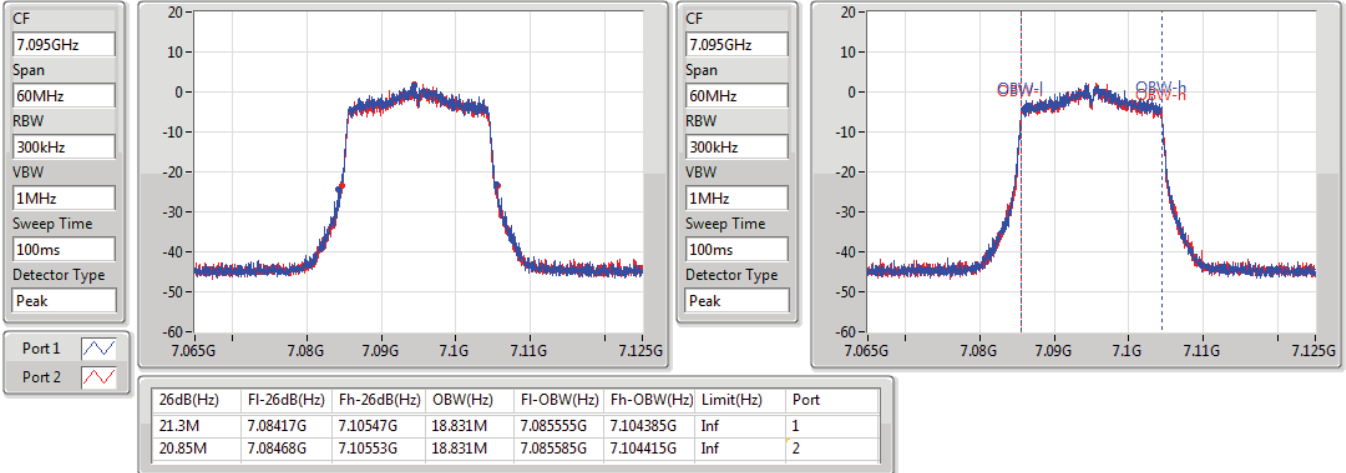 CF
7.095GHz
Span
60MHz
RBW
300kHz
VBW
1MHz
Sweep Time
100ms
Detector Type
Peak
Port 1
Port 2
20
10
0
-10
-20
-30
-40
-50
-60
7.065G 7.08G 7.09G 7.1G 7.11G 7.125G
CF
7.095GHz
Span
60MHz
RBW
300kHz
VBW
1MHz
Sweep Time
100ms
Detector Type
Peak
20
10
0
-10
-20
-30
-40
-50
-60
OBW-l OBW-h
OBW-l OBW-h
7.065G 7.08G 7.09G 7.1G 7.11G 7.125G
26dB(Hz) Fl-26dB(Hz) Fh-26dB(Hz) OBW(Hz) Fl-OBW(Hz) Fh-OBW(Hz) Limit(Hz) Port
21.3M 7.08417G 7.10547G 18.831M 7.085555G 7.104385G Inf 1
20.85M 7.08468G 7.10553G 18.831M 7.085585G 7.104415G Inf 2